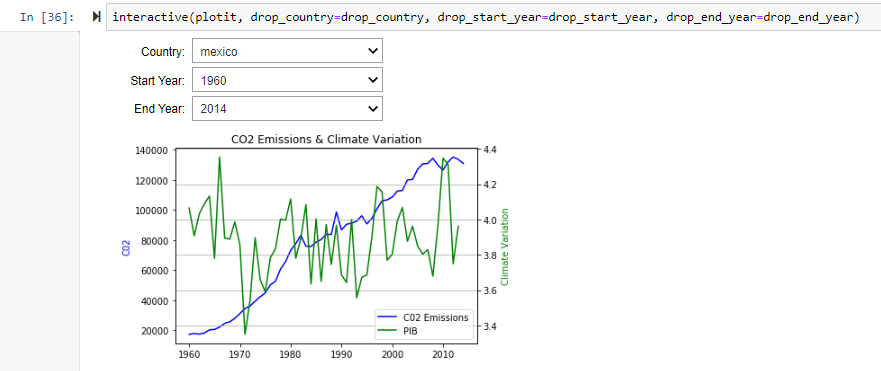 In [36]: interactive(plotit, drop_country=drop_country, drop_start_year=drop_start_year, drop_end_year=drop_end_year)
Country: mexico
Start Year: 1960
End Year: 2014
CO2 Emissions & Climate Variation
140000
120000
100000
80000
60000
40000
20000
C02
4.4
4.2
4.0
3.8
3.6
3.4
Climate Variation
C02 Emissions
PIB
1960 1970 1980 1990 2000 2010